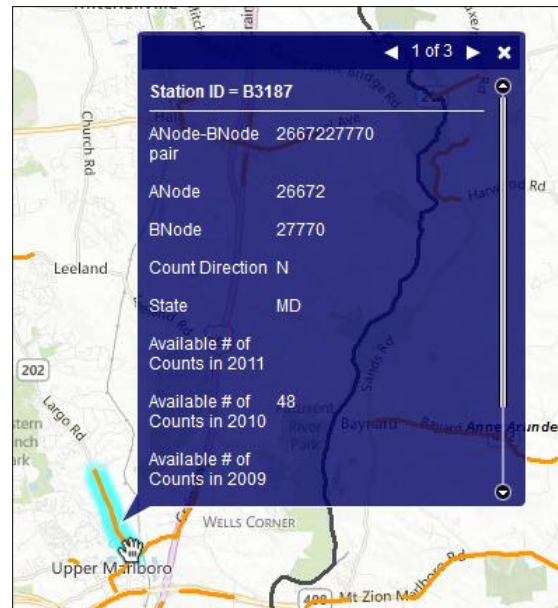 Mitchellville
◄ 1 of 3 ► ×
Station ID = B3187
ANode-BNode 2667227770
pair
ANode 26672
BNode 27770
Count Direction N
State MD
Available # of
Counts in 2011
Available # of 48
Counts in 2010
Available # of
Counts in 2009
Church Rd
Hall
Bridge Rd
Harwood Rd
Leeland
Sands Rd
202
Largo Rd
Patuxent
River
Park
Bayard
Bayard
Anne Arunde
WELLS CORNER
Upper Marlboro
408
Mt Zion Marlboro Rd